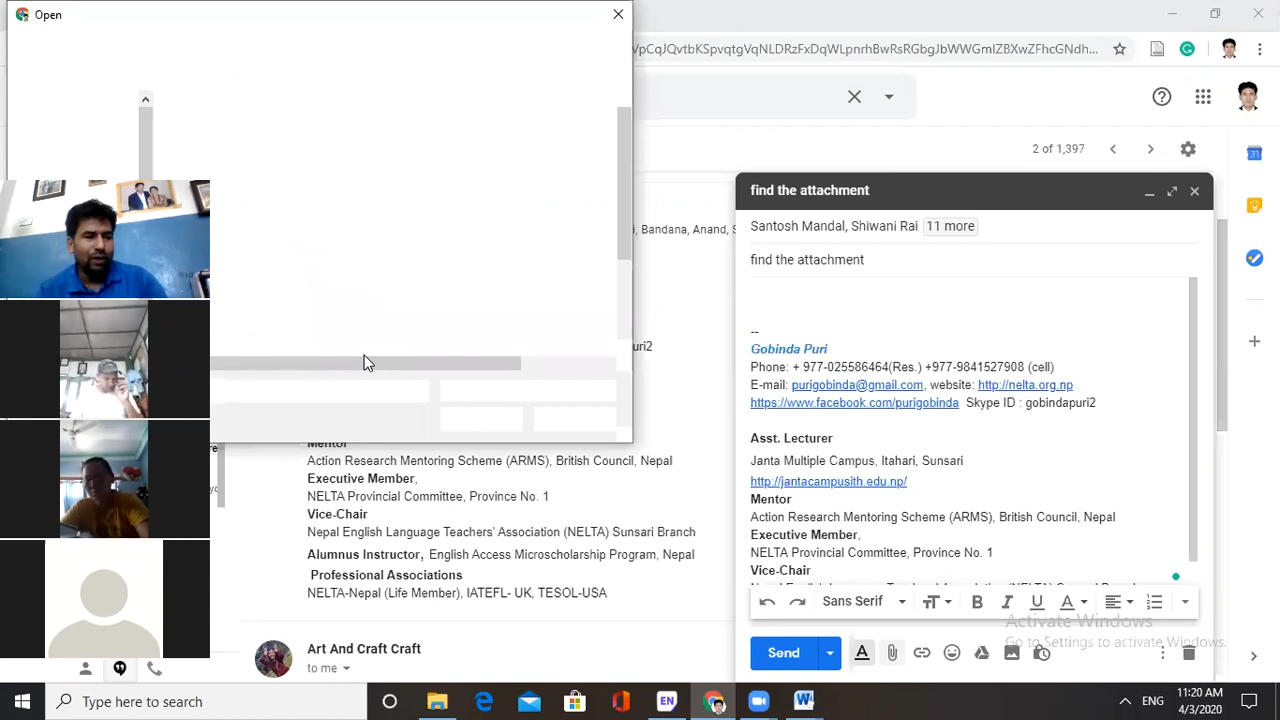 Open
VpCqJQvtbKSpvqtgVqNLDRzFxDqWLpnrhBwRsRGbgJbWWGmlZBXwZFhcGNdh...
2 of 1,397
find the attachment
Santosh Mandal, Shiwani Rai 11 more
i, Bandana, Anand, S
find the attachment
--
uri2
Gobinda Puri
Phone: + 977-025586464(Res.) +977-9841527908 (cell)
E-mail: purigobinda@gmail.com, website: http://nelta.org.np
https://www.facebook.com/purigobinda Skype ID : gobindapuri2
Asst. Lecturer
Janta Multiple Campus, Itahari, Sunsari
http://jantacampusith.edu.np/
Mentor
Action Research Mentoring Scheme (ARMS), British Council, Nepal
Executive Member,
NELTA Provincial Committee, Province No. 1
Vice-Chair
Mentor
Action Research Mentoring Scheme (ARMS), British Council, Nepal
Executive Member,
NELTA Provincial Committee, Province No. 1
Vice-Chair
Nepal English Language Teachers' Association (NELTA) Sunsari Branch
Alumnus Instructor, English Access Microscholarship Program, Nepal
Professional Associations
NELTA-Nepal (Life Member), IATEFL- UK, TESOL-USA
Sans Serif
Activate Windows
Go to Settings to activate Windows.
Art And Craft Craft
to me
Send
Type here to search
EN
ENG
11:20 AM
4/3/2020